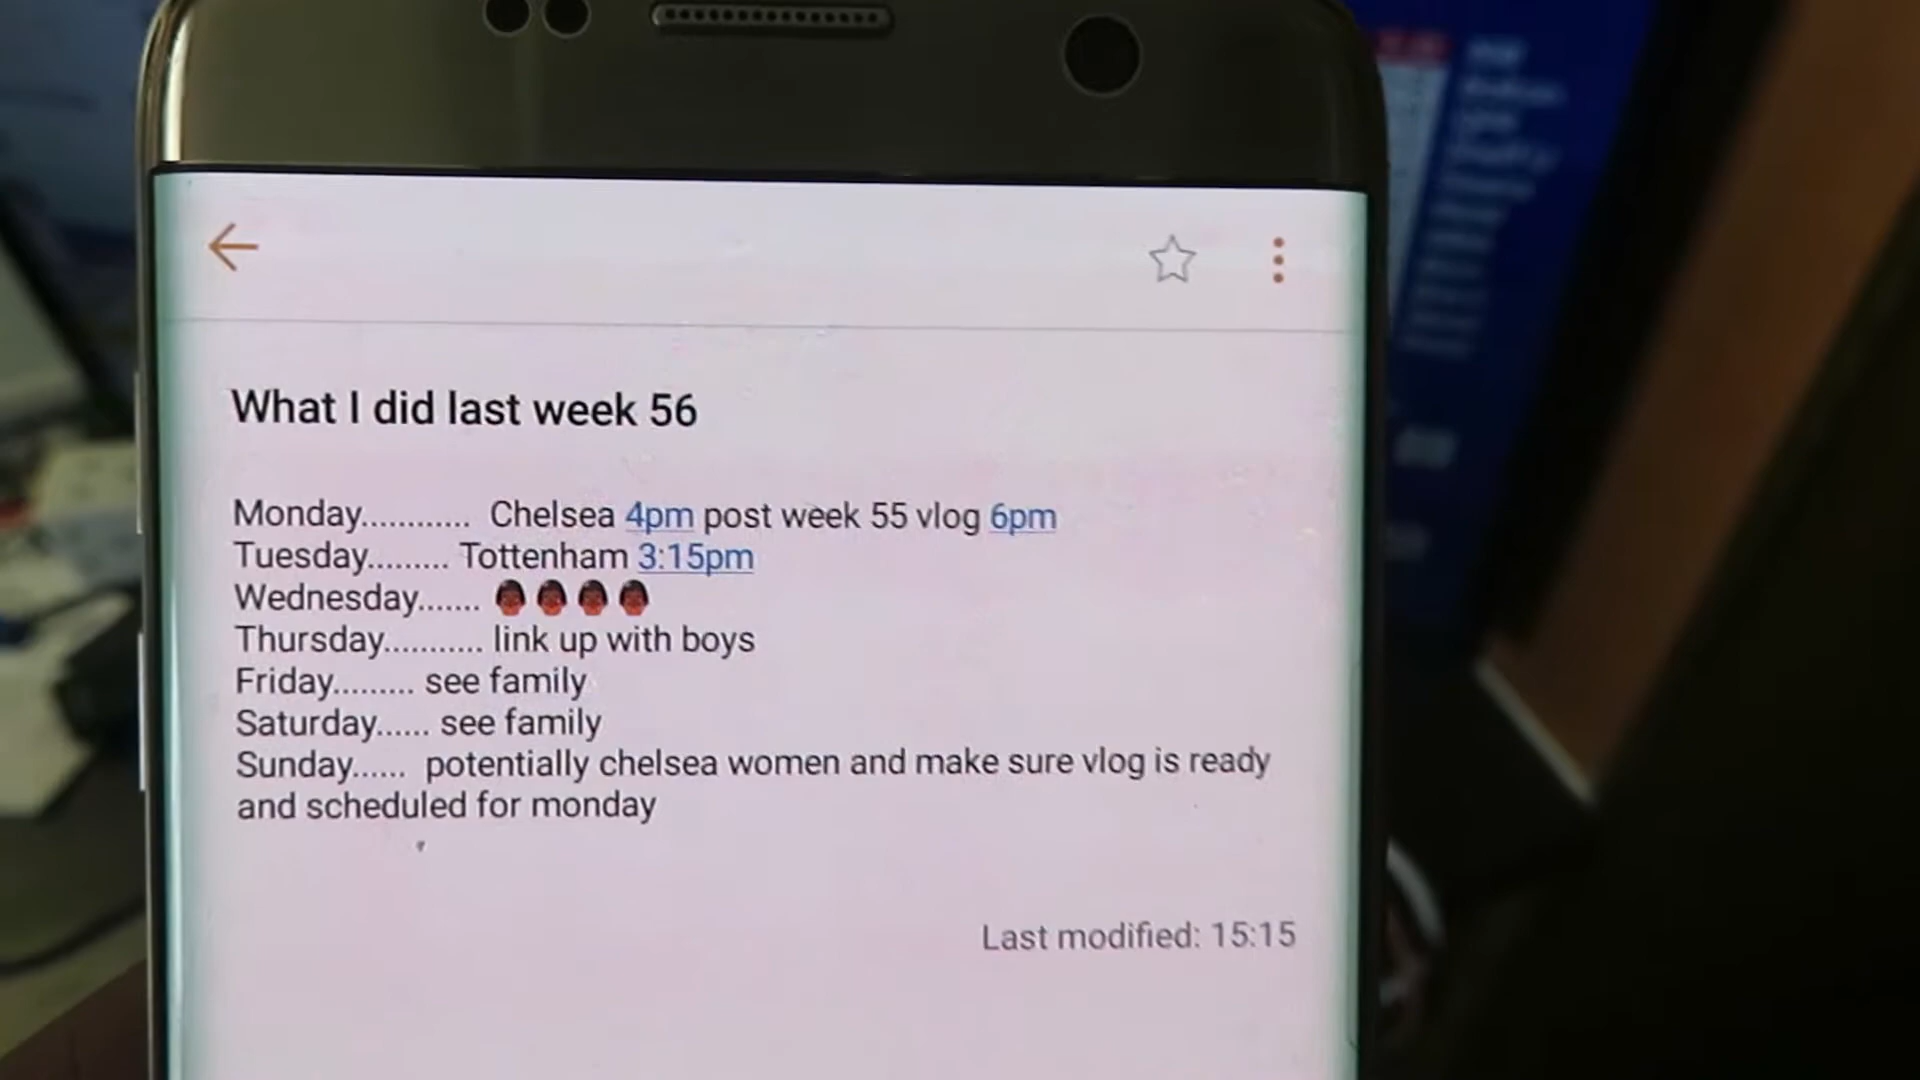 What I did last week 56
Monday............ Chelsea 4pm post week 55 vlog 6pm
Tuesday......... Tottenham 3:15pm
Wednesday.......
Thursday........... link up with boys
Friday......... see family
Saturday...... see family
Sunday...... potentially chelsea women and make sure vlog is ready
and scheduled for monday
Last modified: 15:15